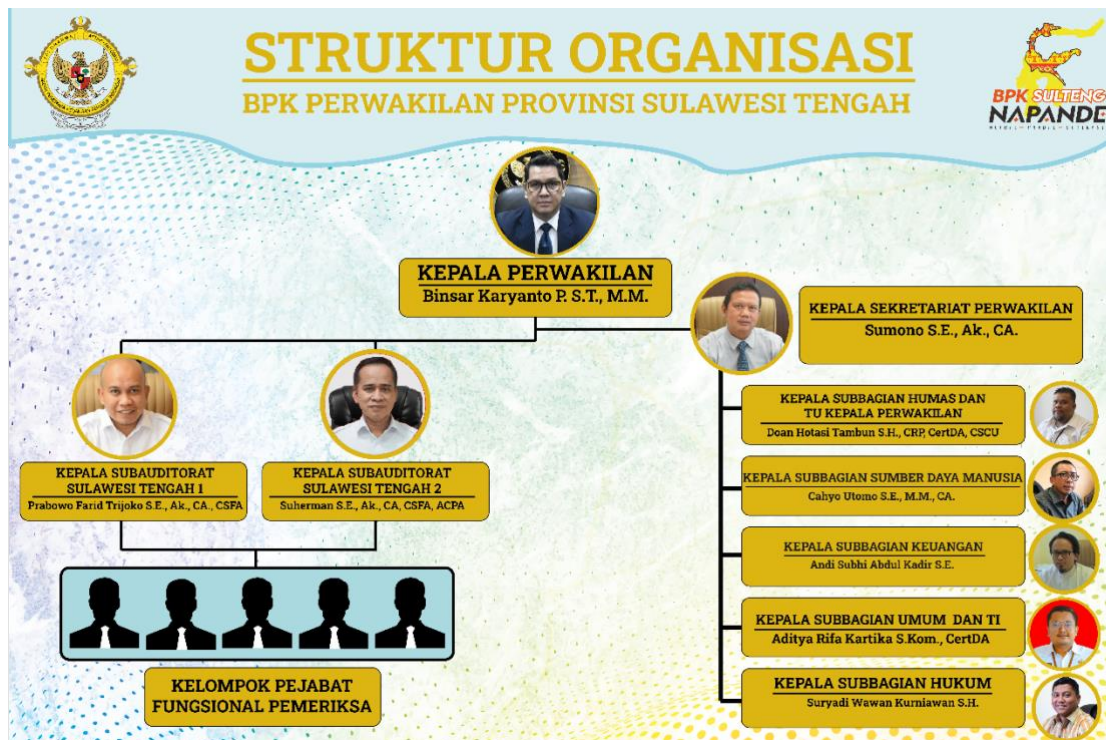 STRUKTUR ORGANISASI
BPK PERWAKILAN PROVINSI SULAWESI TENGAH
BPK SULTENG
NAPANDE
KEPALA PERWAKILAN
Binsar Karyanto P. S.T., M.M.
KEPALA SEKRETARIAT PERWAKILAN
Sumono S.E., Ak., CA.
KEPALA SUBAUDITORAT
SULAWESI TENGAH 1
Prabowo Farid Trijoko S.E., Ak., CA., CSFA
KEPALA SUBAUDITORAT
SULAWESI TENGAH 2
Suherman S.E., Ak., CA, CSFA, ACPA
KELOMPOK PEJABAT
FUNGSIONAL PEMERIKSA
KEPALA SUBBAGIAN HUMAS DAN
TU KEPALA PERWAKILAN
Doan Hotasi Tambun S.H., CRP, CertDA, CSCU
KEPALA SUBBAGIAN SUMBER DAYA MANUSIA
Cahyo Utomo S.E., M.M., CA.
KEPALA SUBBAGIAN KEUANGAN
Andi Subhi Abdul Kadir S.E.
KEPALA SUBBAGIAN UMUM DAN TI
Aditya Rifa Kartika S.Kom., CertDA
KEPALA SUBBAGIAN HUKUM
Suryadi Wawan Kurniawan S.H.